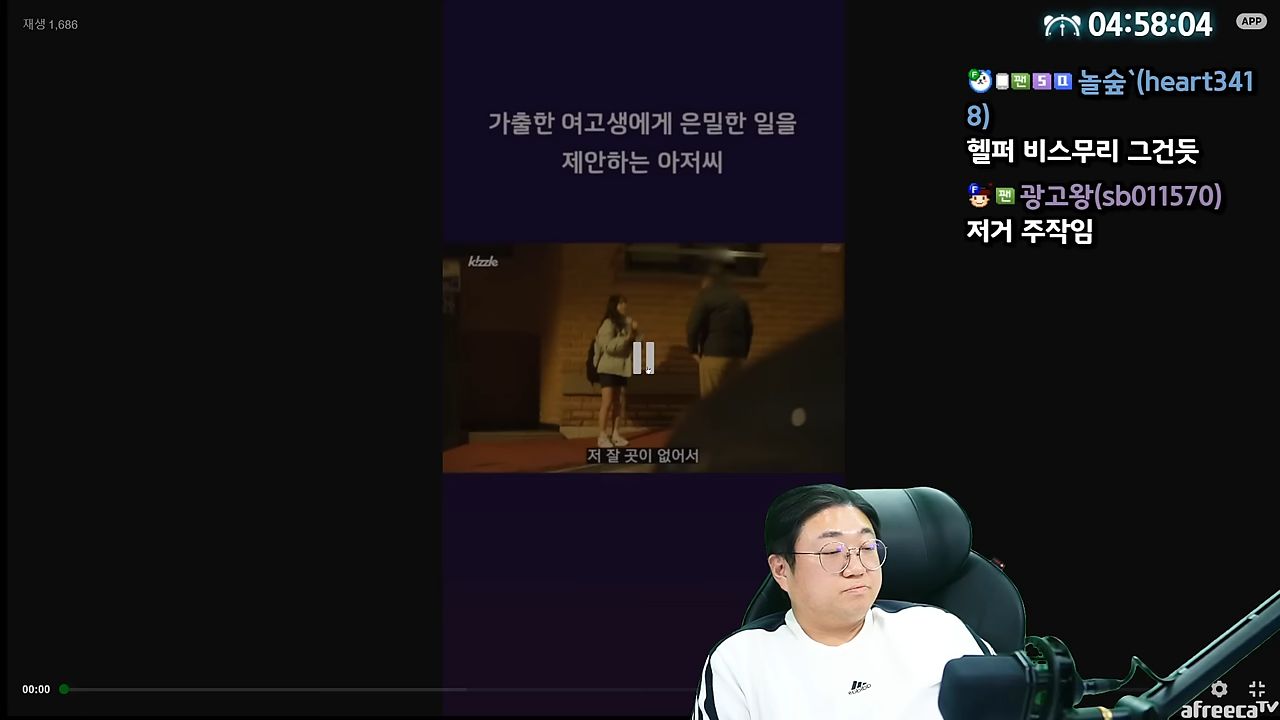 재생 1,686
04:58:04
APP
가출한 여고생에게 은밀한 일을
제안하는 아저씨
kizzle
저 잘 곳이 없어서
F 팬 5 Q 놀숲`(heart341
8)
헬퍼 비스무리 그건듯
F 팬 광고왕(sb011570)
저거 주작임
00:00
afreecaTV